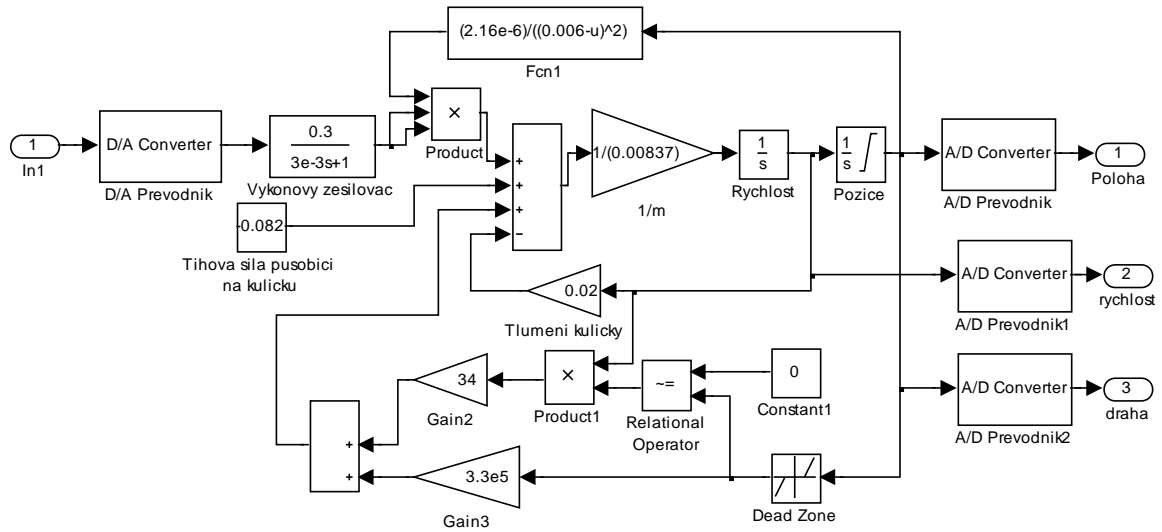 (2.16e-6)/((0.006-u)^2)
Fcn1
1
In1
D/A Converter
D/A Prevodnik
0.3
3e-3s+1
Vykonovy zesilovac
×
Product
-0.082
Tihova sila pusobici
na kulicku
+
+
+
−
1/(0.00837)
1/m
1
s
Rychlost
1
s
Pozice
A/D Converter
A/D Prevodnik
1
Poloha
A/D Converter
A/D Prevodnik1
2
rychlost
0.02
Tlumeni kulicky
34
Gain2
×
Product1
~=
Relational
Operator
0
Constant1
A/D Converter
A/D Prevodnik2
3
draha
+
+
3.3e5
Gain3
Dead Zone